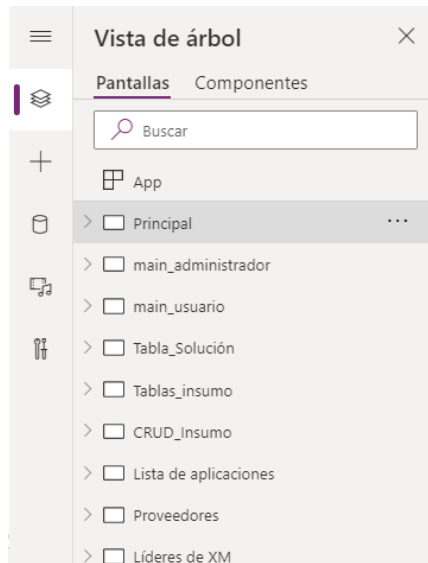 Vista de árbol
Pantallas Componentes
Buscar
App
Principal
main_administrador
main_usuario
Tabla_Solución
Tablas_insumo
CRUD_Insumo
Lista de aplicaciones
Proveedores
Líderes de XM